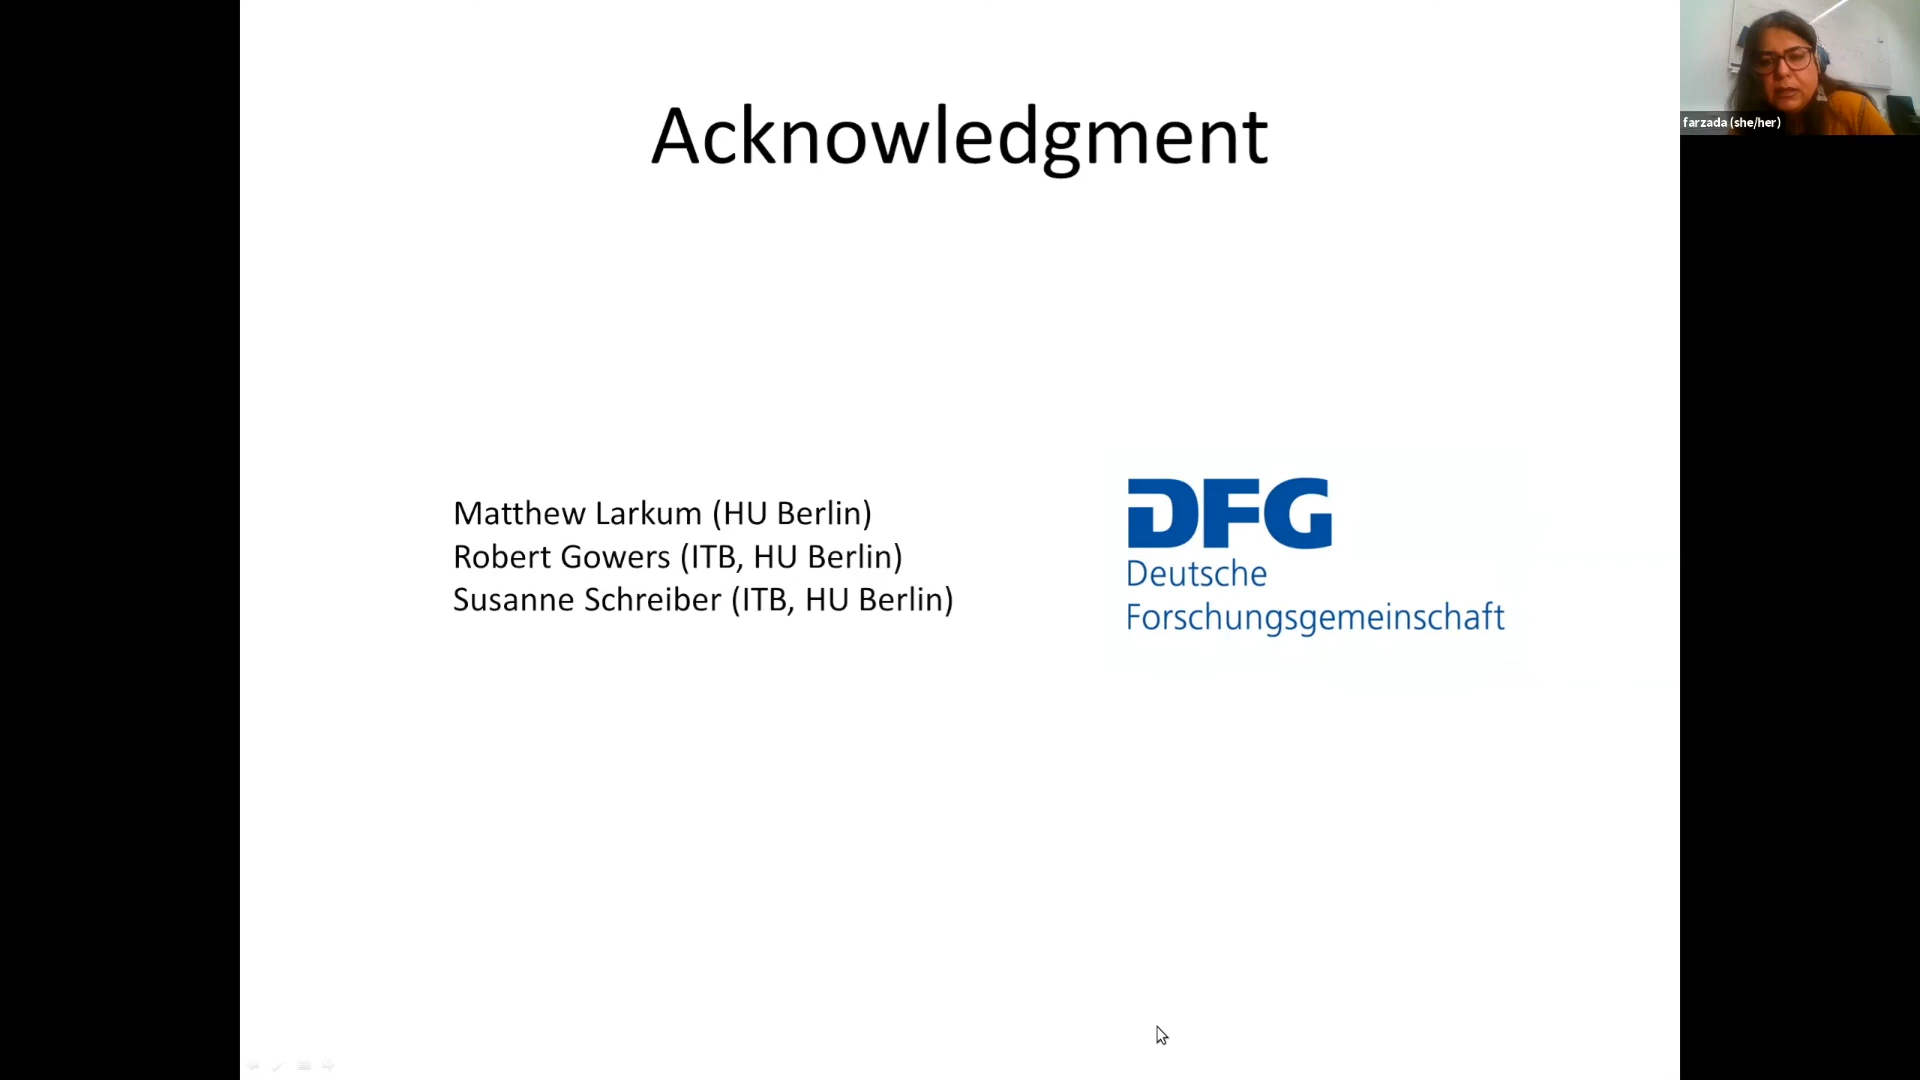 Acknowledgment
farzada (she/her)
Matthew Larkum (HU Berlin)
Robert Gowers (ITB, HU Berlin)
Susanne Schreiber (ITB, HU Berlin)
DFG
Deutsche
Forschungsgemeinschaft